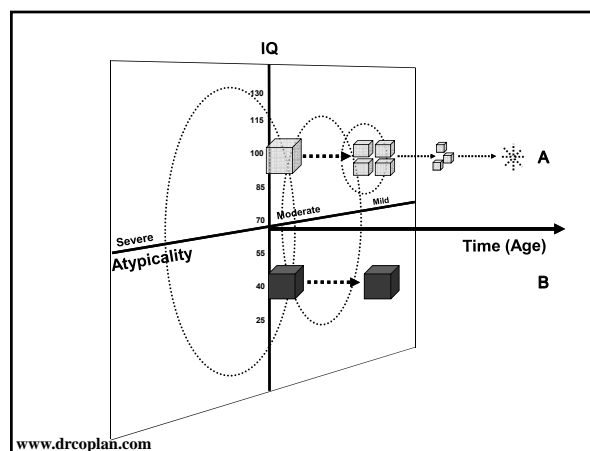 IQ
130
115
100
A
85
Mild
Moderate
70
Severe
Time (Age)
Atypicality
55
B
40
25
www.drcoplan.com